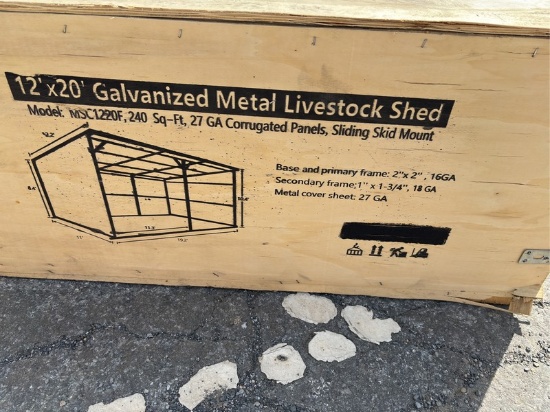 12'x20' Galvanized Metal Livestock Shed
Model: MSC1220F, 240 Sq-Ft, 27 GA Corrugated Panels, Sliding Skid Mount
Base and primary frame: 2"x 2" , 16GA
Secondary frame;1" x 1-3/4", 18 GA
Metal cover sheet: 27 GA